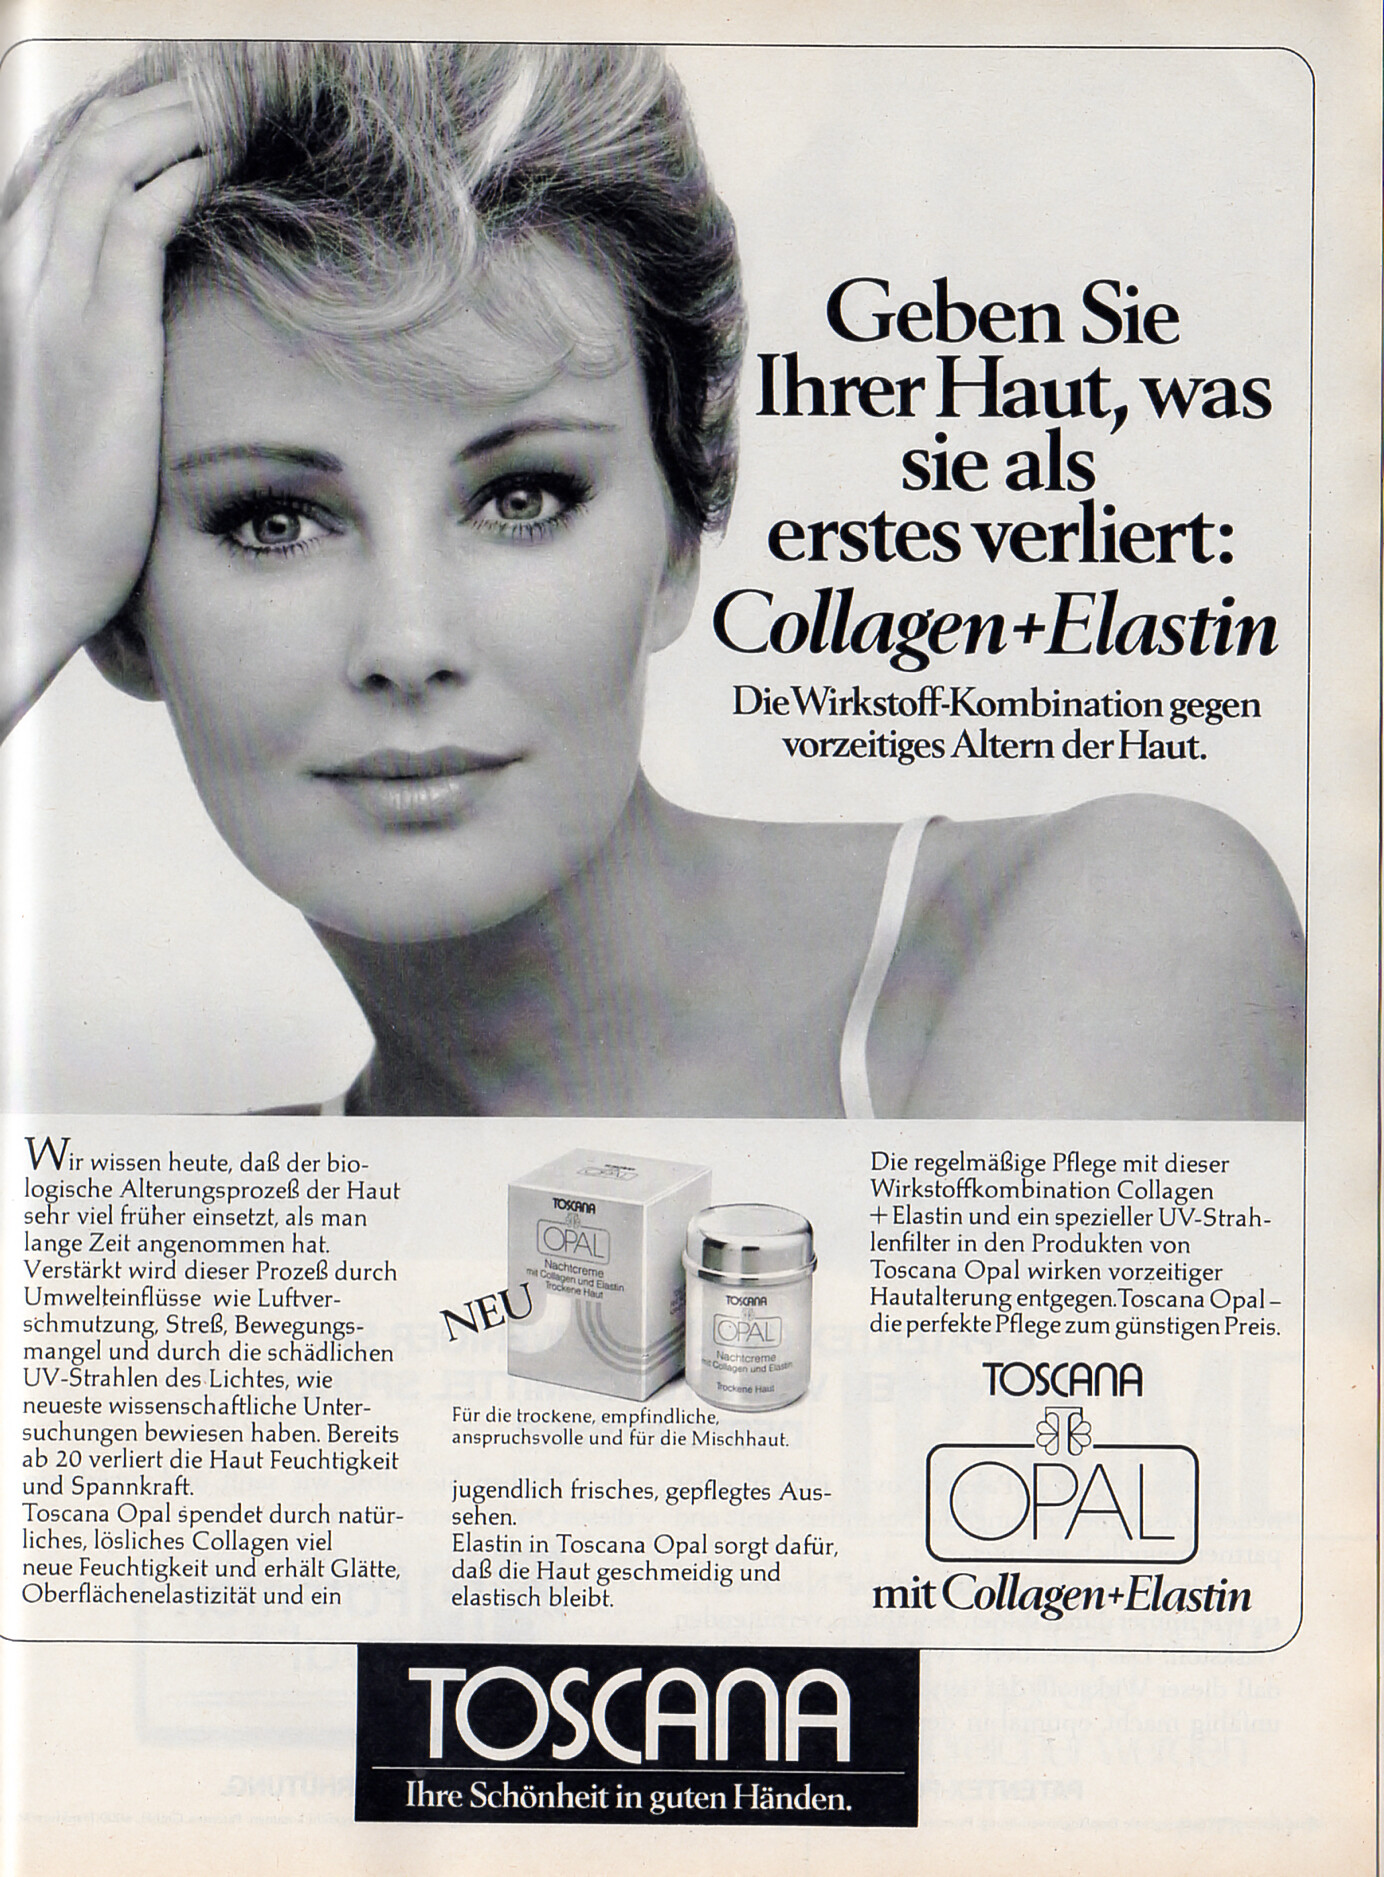 Geben Sie
Ihrer Haut, was
sie als
erstes verliert:
Collagen+Elastin
Die Wirkstoff-Kombination gegen
vorzeitiges Altern der Haut.
Wir wissen heute, daß der bio-
logische Alterungsprozeß der Haut
sehr viel früher einsetzt, als man
lange Zeit angenommen hat.
Verstärkt wird dieser Prozeß durch
Umwelteinflüsse wie Luftver-
schmutzung, Streß, Bewegungs-
mangel und durch die schädlichen
UV-Strahlen des Lichtes, wie
neueste wissenschaftliche Unter-
suchungen bewiesen haben. Bereits
ab 20 verliert die Haut Feuchtigkeit
und Spannkraft.
Toscana Opal spendet durch natür-
liches, lösliches Collagen viel
neue Feuchtigkeit und erhält Glätte,
Oberflächenelastizität und ein
OPAL
TOSCANA
OPAL
Nachtcreme
mit Collagen und Elastin
Trockene Haut
NEU
TOSCANA
OPAL
Nachtcreme
mit Collagen und Elastin
Trockene Haut
Für die trockene, empfindliche,
anspruchsvolle und für die Mischhaut.
jugendlich frisches, gepflegtes Aus-
sehen.
Elastin in Toscana Opal sorgt dafür,
daß die Haut geschmeidig und
elastisch bleibt.
Die regelmäßige Pflege mit dieser
Wirkstoffkombination Collagen
+ Elastin und ein spezieller UV-Strah-
lenfilter in den Produkten von
Toscana Opal wirken vorzeitiger
Hautalterung entgegen. Toscana Opal –
die perfekte Pflege zum günstigen Preis.
TOSCANA
OPAL
mit Collagen+Elastin
TOSCANA
Ihre Schönheit in guten Händen.